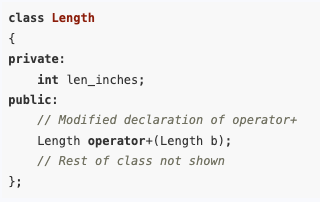 class Length
{
private:
    int len_inches;
public:
    // Modified declaration of operator+
    Length operator+(Length b);
    // Rest of class not shown
};